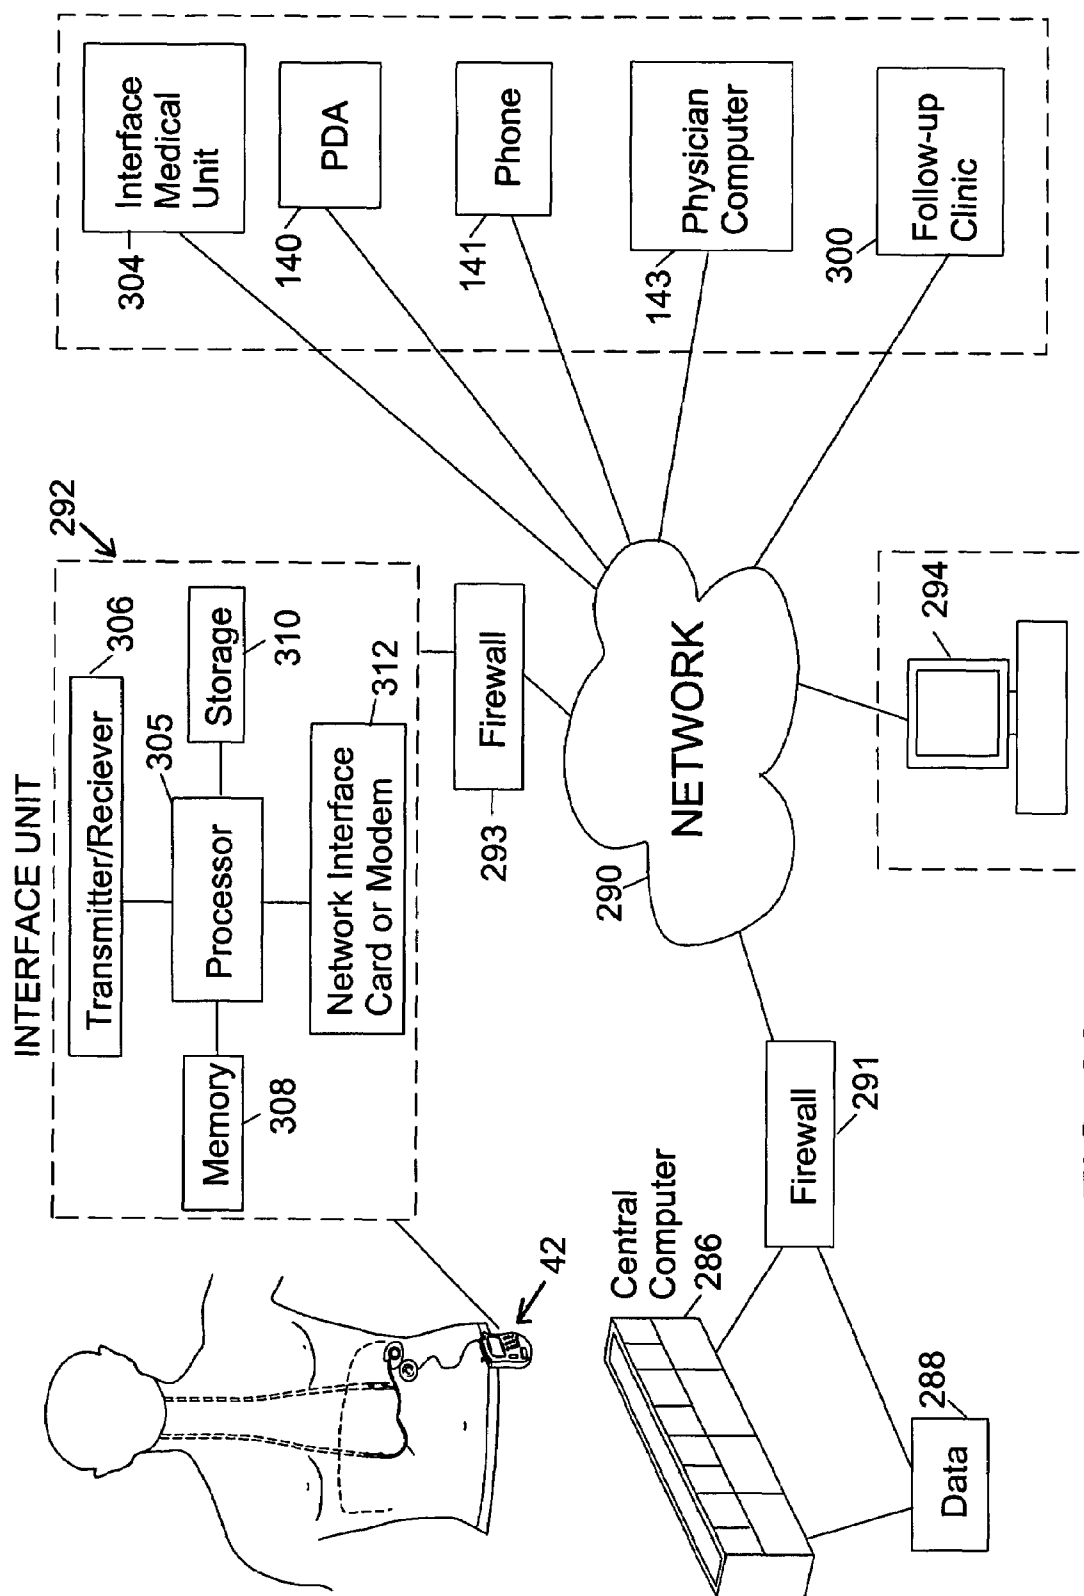 INTERFACE UNIT
292
Transmitter/Reciever
306
305
Processor
Memory
308
Storage
310
Network Interface
Card or Modem
312
42
Firewall
293
Interface
Medical
Unit
304
PDA
140
Phone
141
Physician
Computer
143
Follow-up
Clinic
300
NETWORK
290
Central
Computer
286
Firewall
291
Data
288
294